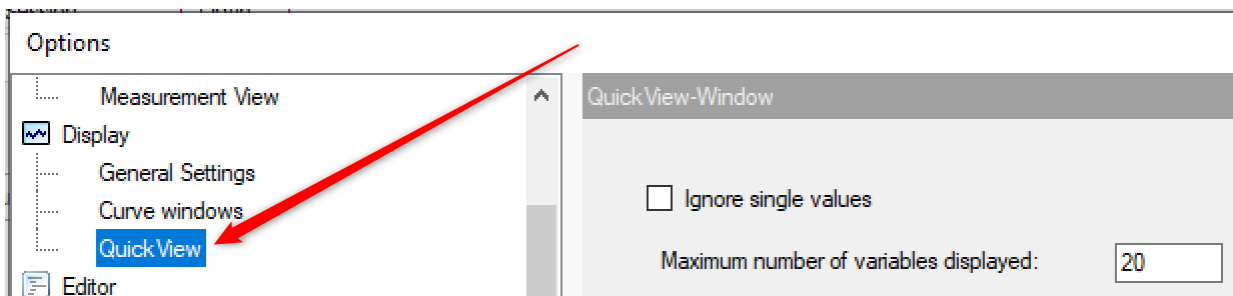 Options
Measurement View
Display
General Settings
Curve windows
QuickView
Editor
QuickView-Window
Ignore single values
Maximum number of variables displayed: 20